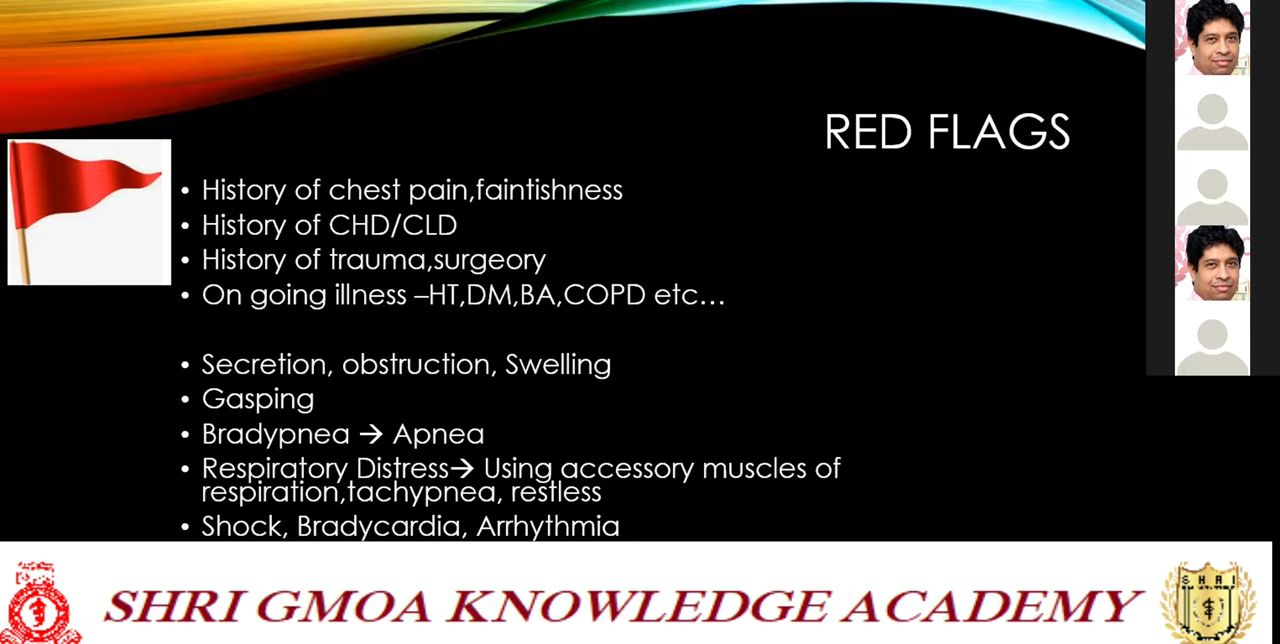 RED FLAGS
• History of chest pain,faintishness
• History of CHD/CLD
• History of trauma,surgeory
• On going illness –HT,DM,BA,COPD etc…
• Secretion, obstruction, Swelling
• Gasping
• Bradypnea → Apnea
• Respiratory Distress→ Using accessory muscles of
respiration,tachypnea, restless
• Shock, Bradycardia, Arrhythmia
SHRI GMOA KNOWLEDGE ACADEMY
S H R I